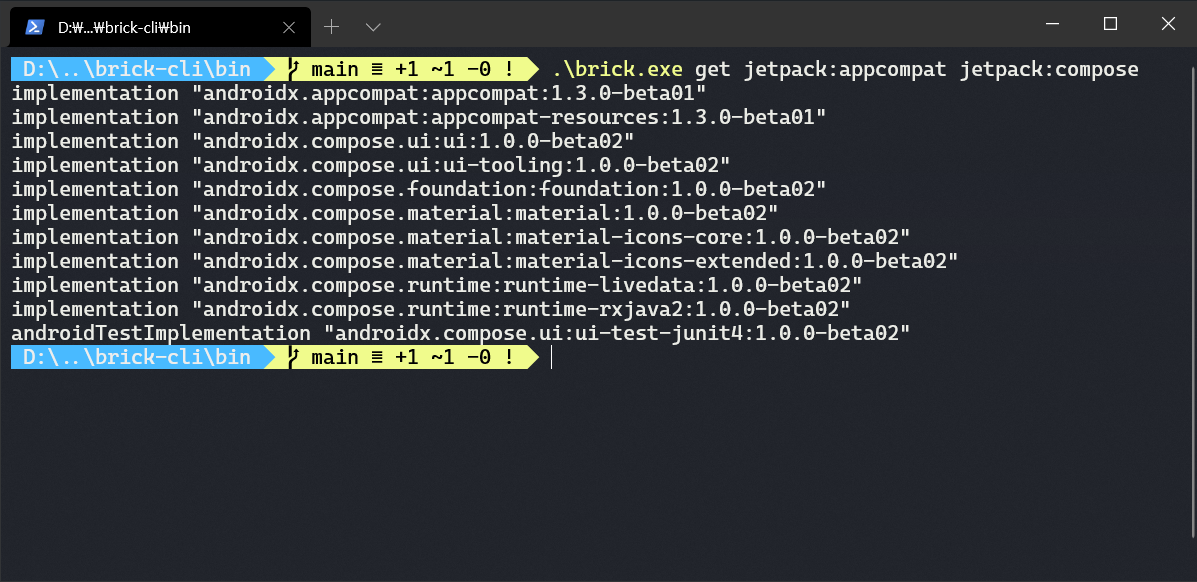 D:₩...₩brick-cli₩bin
D:\..\brick-cli\bin main ≡ +1 ~1 -0 ! .\brick.exe get jetpack:appcompat jetpack:compose
implementation "androidx.appcompat:appcompat:1.3.0-beta01"
implementation "androidx.appcompat:appcompat-resources:1.3.0-beta01"
implementation "androidx.compose.ui:ui:1.0.0-beta02"
implementation "androidx.compose.ui:ui-tooling:1.0.0-beta02"
implementation "androidx.compose.foundation:foundation:1.0.0-beta02"
implementation "androidx.compose.material:material:1.0.0-beta02"
implementation "androidx.compose.material:material-icons-core:1.0.0-beta02"
implementation "androidx.compose.material:material-icons-extended:1.0.0-beta02"
implementation "androidx.compose.runtime:runtime-livedata:1.0.0-beta02"
implementation "androidx.compose.runtime:runtime-rxjava2:1.0.0-beta02"
androidTestImplementation "androidx.compose.ui:ui-test-junit4:1.0.0-beta02"
D:\..\brick-cli\bin main ≡ +1 ~1 -0 !